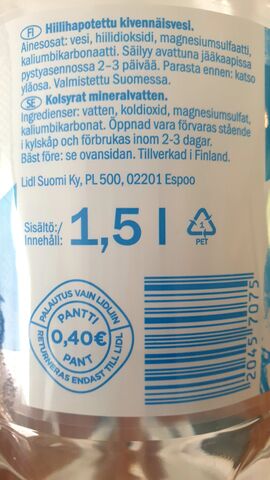 FI Hiilihapotettu kivennäisvesi.
Ainesosat: vesi, hiilidioksidi, magnesiumsulfaatti,
kaliumbikarbonaatti. Säilyy avattuna jääkaapissa
pystyasennossa 2–3 päivää. Parasta ennen: katso
yläosa. Valmistettu Suomessa.
SE Kolsyrat mineralvatten.
Ingredienser: vatten, koldioxid, magnesiumsulfat,
kaliumbikarbonat. Öppnad vara förvaras stående
i kylskåp och förbrukas inom 2-3 dagar.
Bäst före: se ovansidan. Tillverkad i Finland.
Lidl Suomi Ky, PL 500, 02201 Espoo
Sisältö:/
Innehåll: 1,5 l
1
PET
PALAUTUS VAIN LIDLIIN
PANTTI
0,40€
PANT
RETURNERAS ENDAST TILL LIDL
20457075